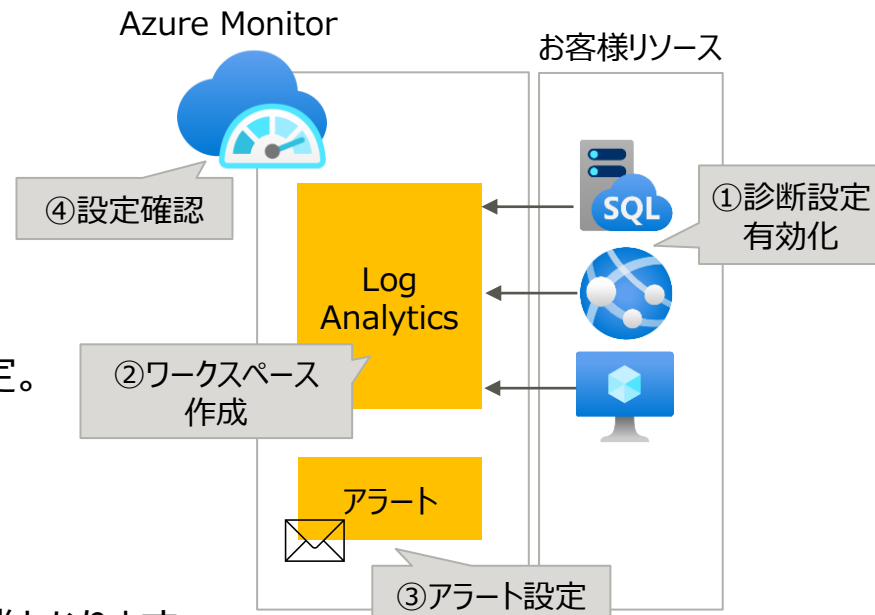 Azure Monitor
お客様リソース
④設定確認
SQL
①診断設定
有効化
Log
Analytics
定。
②ワークスペース
作成
アラート
③アラート設定